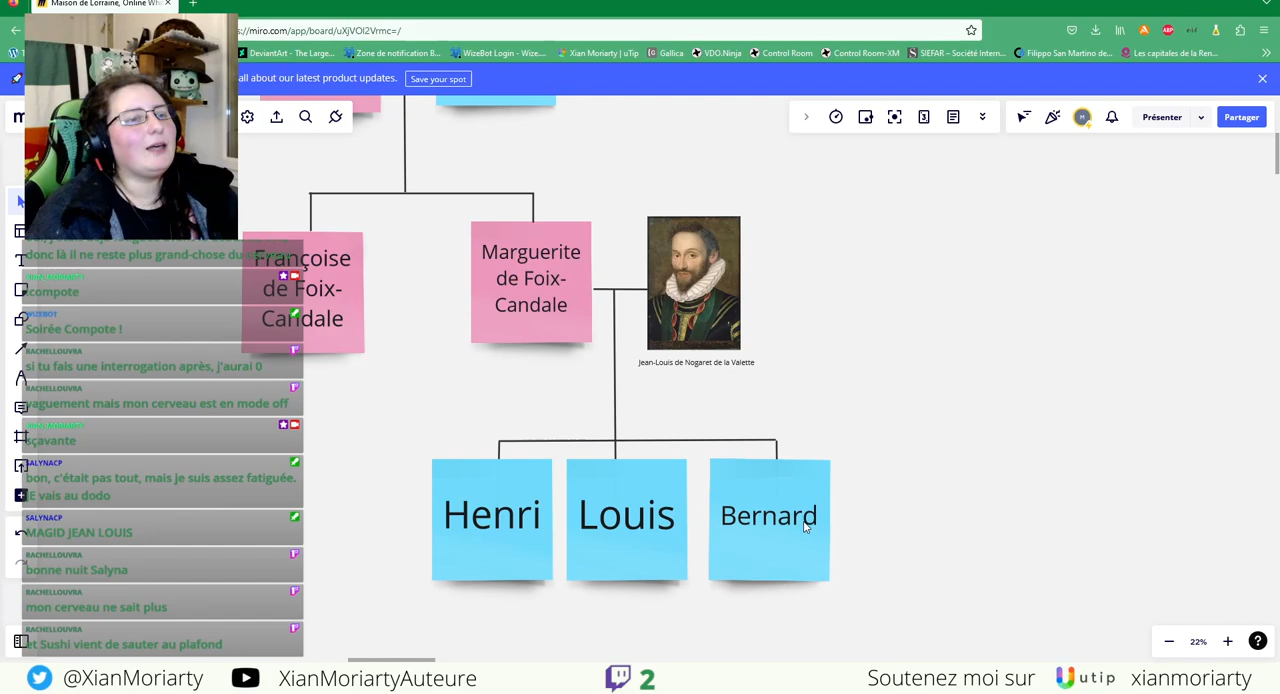 Maison de Lorraine, Online Wh
s://miro.com/app/board/uXjVOl2Vrmc=/
DeviantArt - The Large...
Zone de notification B...
WizeBot Login - Wize....
Xian Moriarty | uTip
Gallica
VDO.Ninja
Control Room
Control Room-XM
SIEFAR — Société Intern...
Filippo San Martino de...
Les capitales de la Ren...
all about our latest product updates.
Save your spot
Présenter
Partager
Françoise
de Foix-
Candale
Marguerite
de Foix-
Candale
Jean-Louis de Nogaret de la Valette
Henri
Louis
Bernard
donc là il ne reste plus grand-chose du
compote
WIZEBOT
Soirée Compote !
RACHELLOUVRA
si tu fais une interrogation après, j'aurai 0
RACHELLOUVRA
vaguement mais mon cerveau est en mode off
sçavante
SALYNACP
bon, c'était pas tout, mais je suis assez fatiguée.
JE vais au dodo
SALYNACP
MAGID JEAN LOUIS
RACHELLOUVRA
bonne nuit Salyna
RACHELLOUVRA
mon cerveau ne sait plus
RACHELLOUVRA
et Sushi vient de sauter au plafond
22%
@XianMoriarty
XianMoriartyAuteure
2
Soutenez moi sur
utip
xianmoriarty